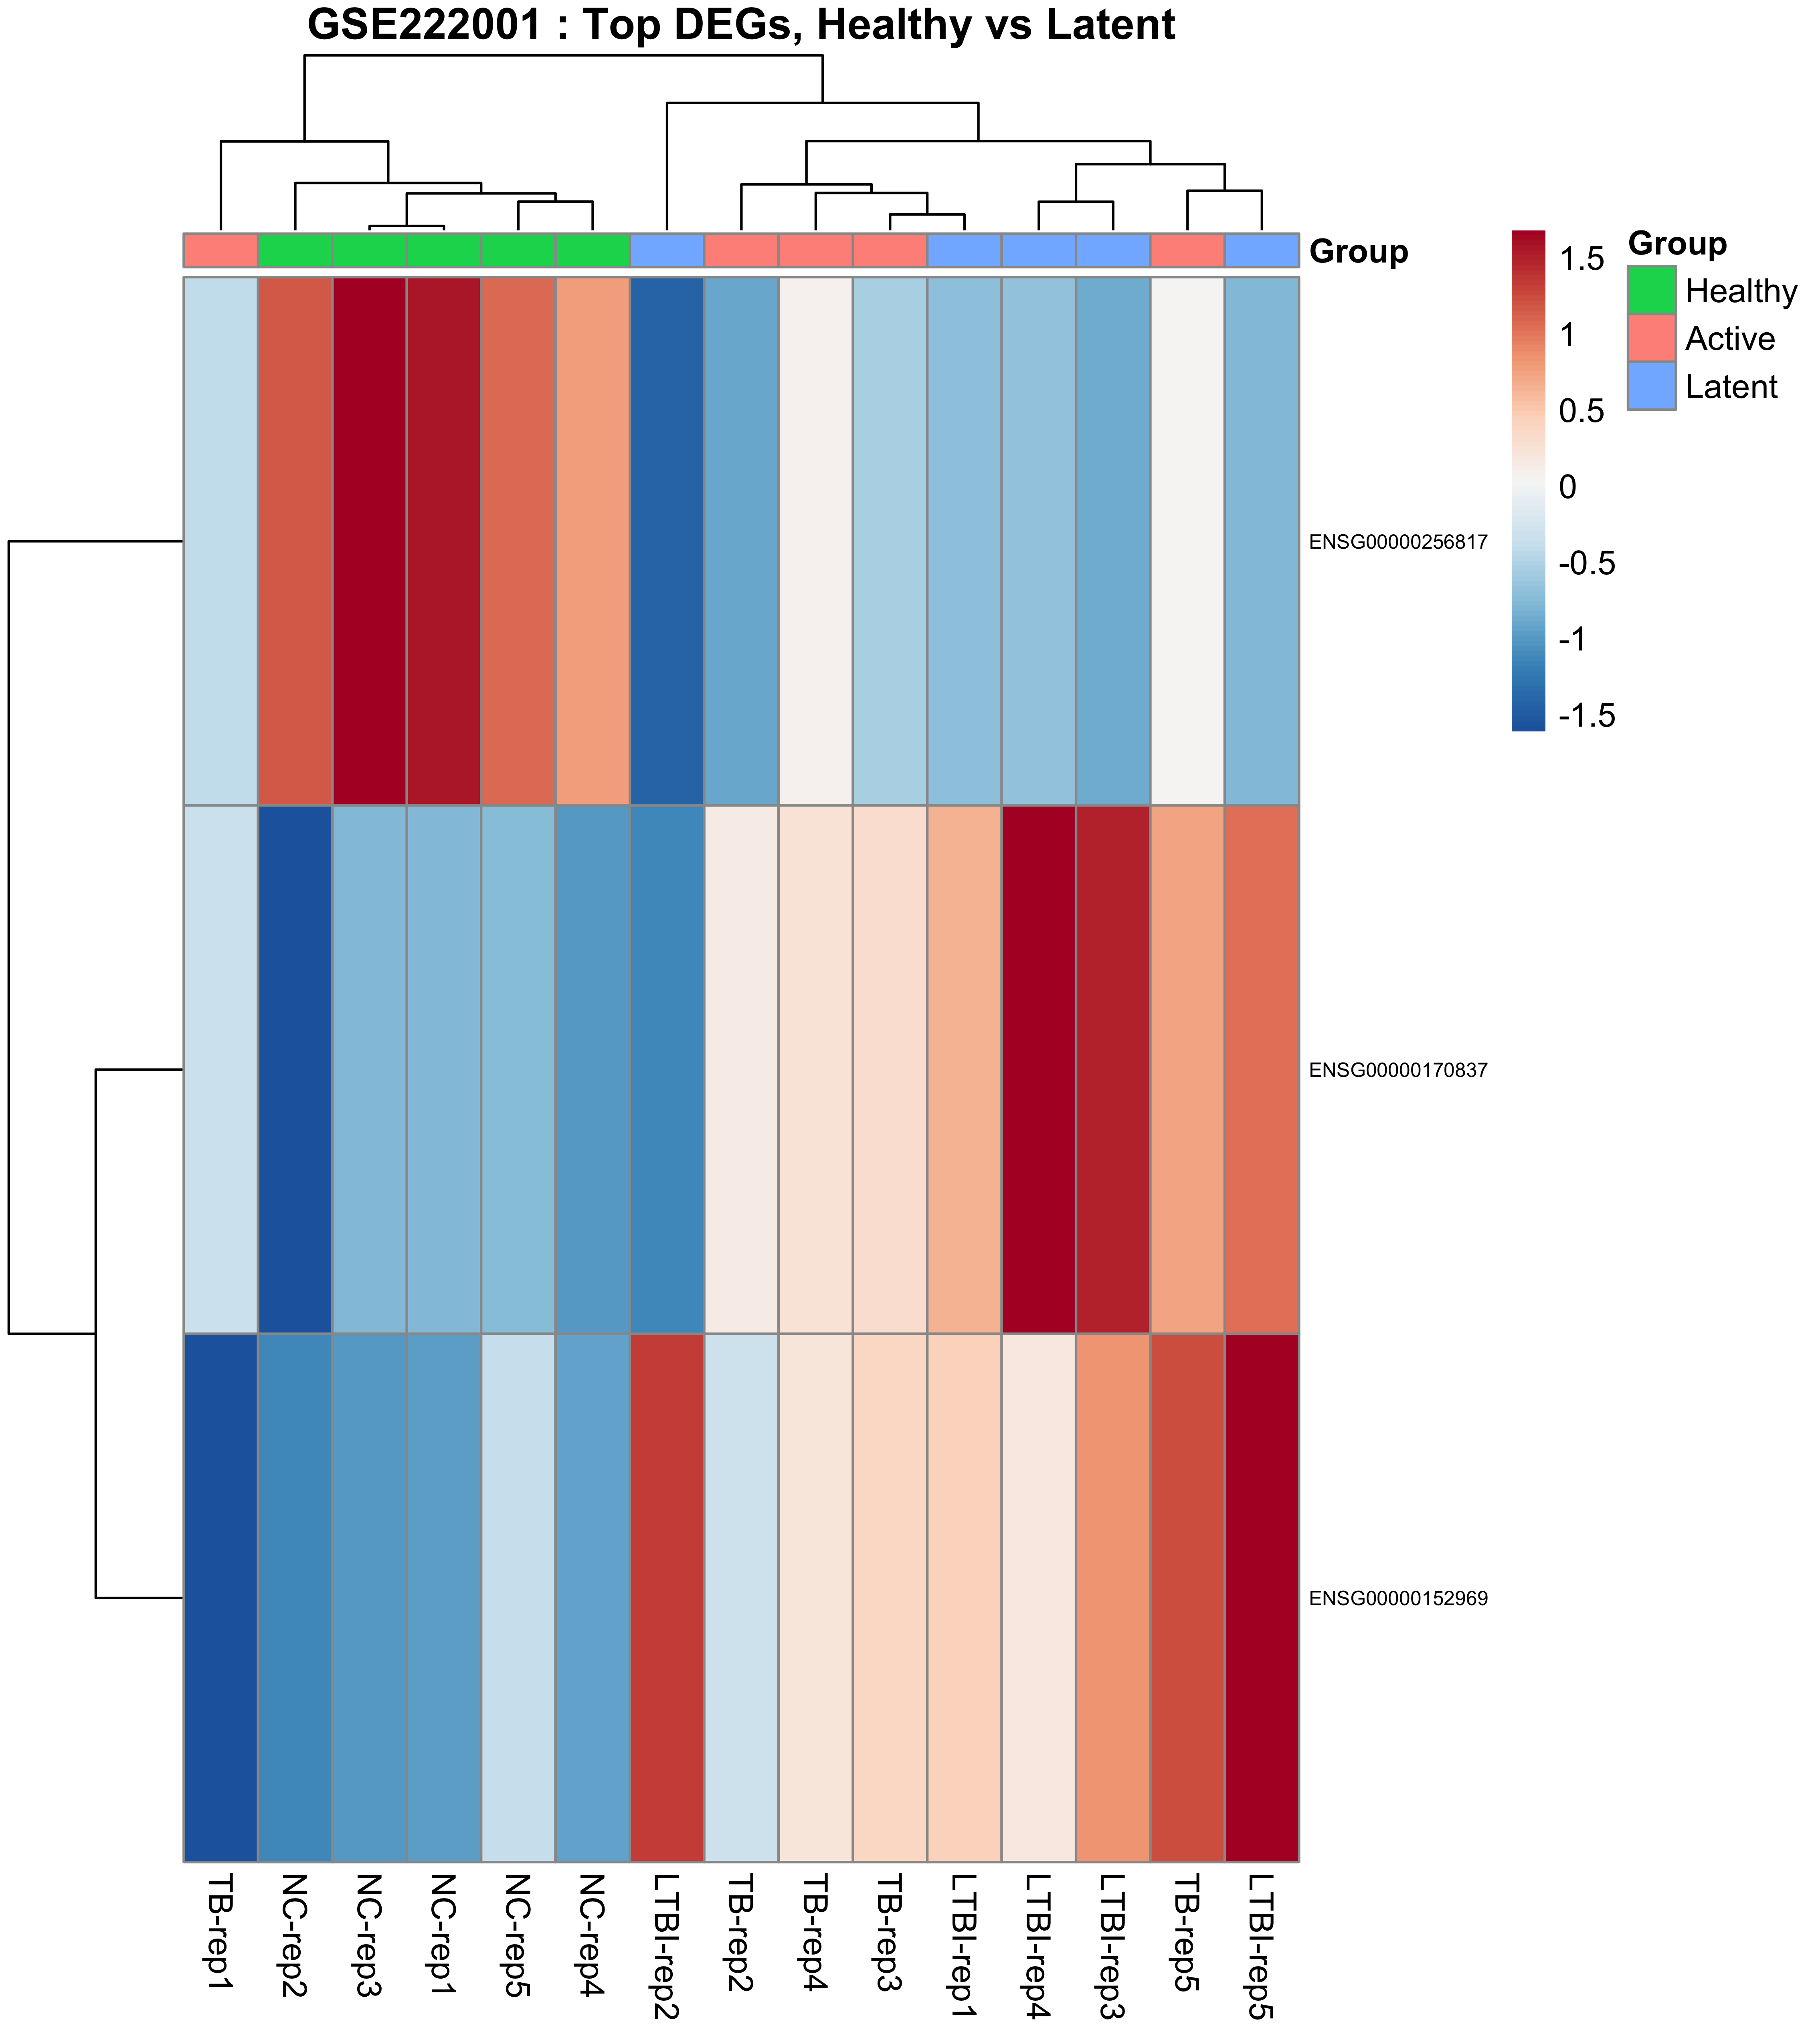 GSE222001 : Top DEGs, Healthy vs Latent
Group
1.5
1
0.5
0
-0.5
-1
-1.5
Group
Healthy
Active
Latent
ENSG00000256817
ENSG00000170837
ENSG00000152969
TB-rep1
NC-rep2
NC-rep3
NC-rep1
NC-rep5
NC-rep4
LTBI-rep2
TB-rep2
TB-rep4
TB-rep3
LTBI-rep1
LTBI-rep4
LTBI-rep3
TB-rep5
LTBI-rep5